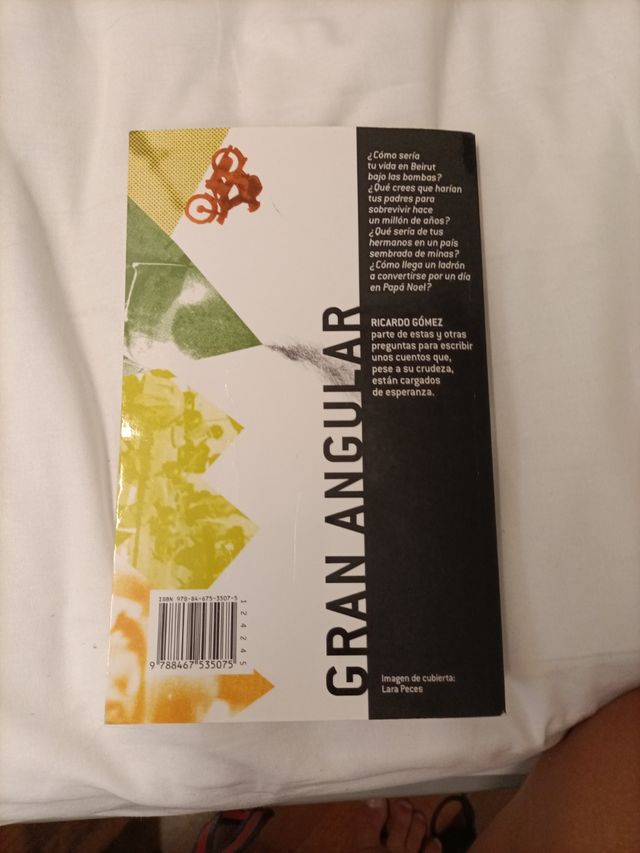 ¿Cómo sería
tu vida en Beirut
bajo las bombas?
¿Qué crees que harían
tus padres para
sobrevivir hace
un millón de años?
¿Qué sería de tus
hermanos en un país
sembrado de minas?
¿Cómo llega un ladrón
a convertirse por un día
en Papá Noel?
RICARDO GÓMEZ
parte de estas y otras
preguntas para escribir
unos cuentos que,
pese a su crudeza,
están cargados
de esperanza.
GRAN ANGULAR
ISBN 978-84-675-3507-5
124245
9 788467 535075
Imagen de cubierta:
Lara Peces